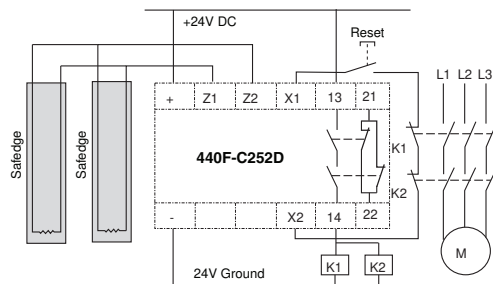 +24V DC
Reset
L1 L2 L3
+ Z1 Z2 X1 13 21
Safedge
Safedge
440F-C252D
K1
K2
- X2 14 22
M
24V Ground
K1 K2